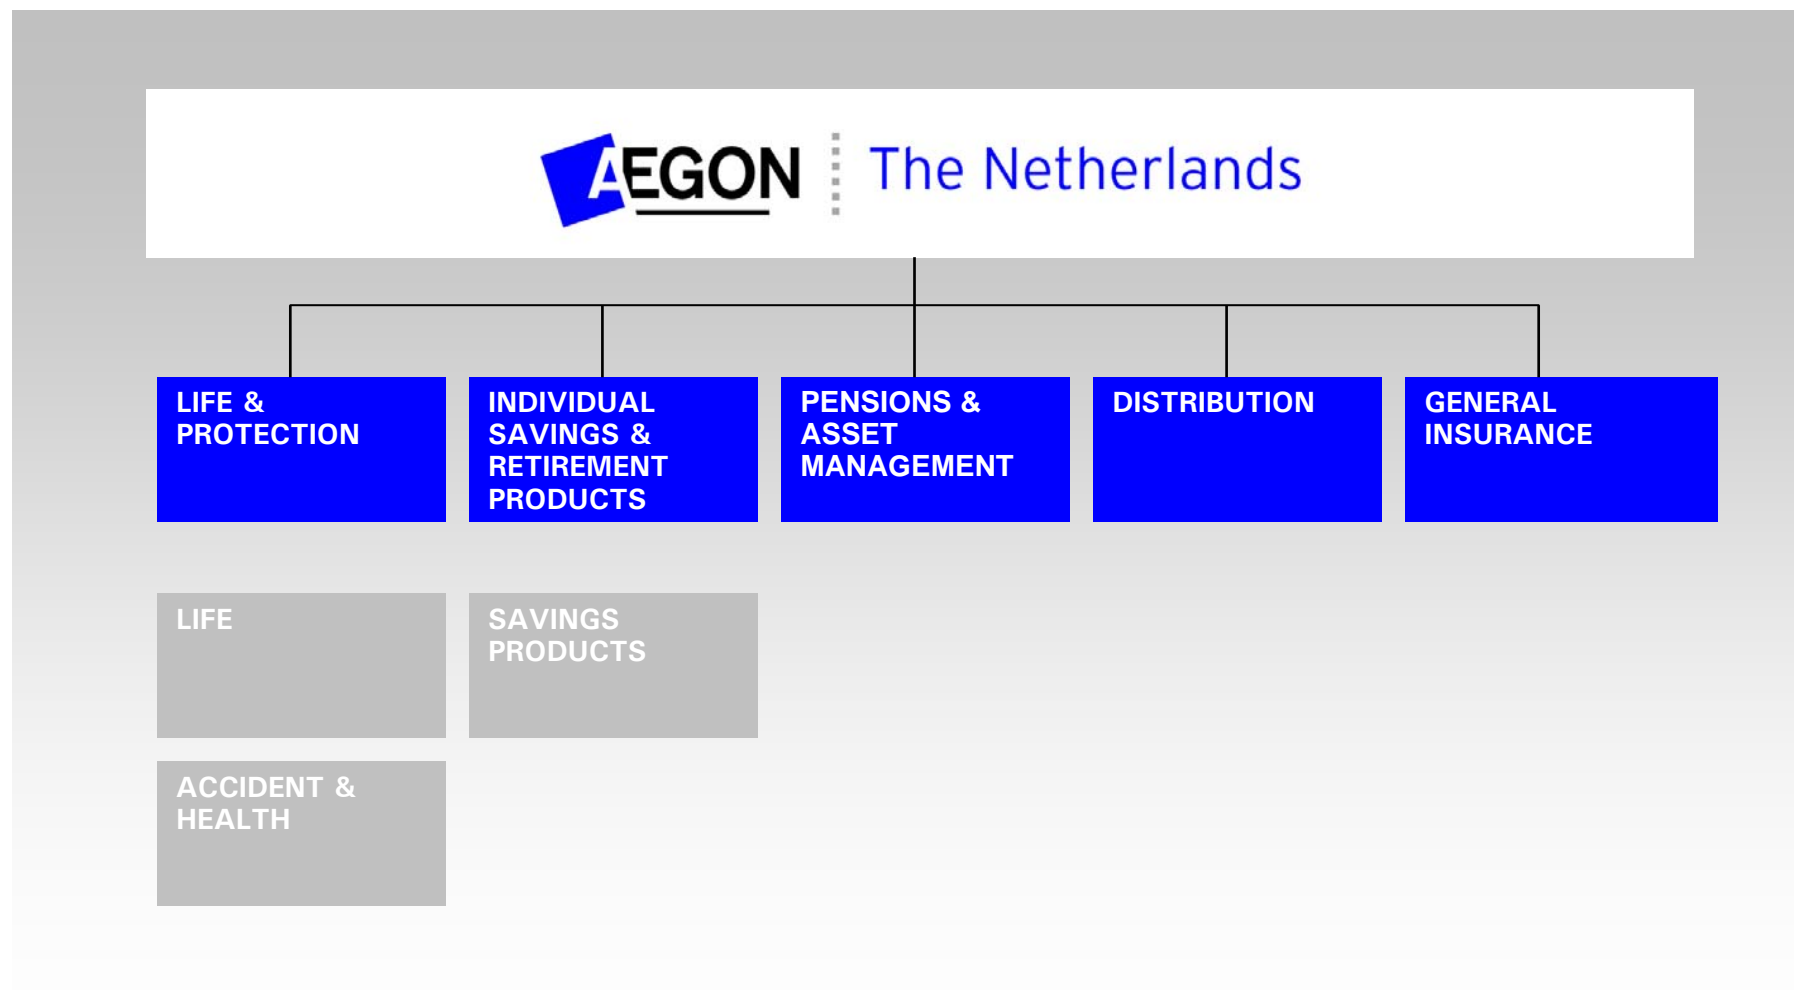 AEGON The Netherlands
LIFE &
PROTECTION
INDIVIDUAL
SAVINGS &
RETIREMENT
PRODUCTS
PENSIONS &
ASSET
MANAGEMENT
DISTRIBUTION
GENERAL
INSURANCE
LIFE
SAVINGS
PRODUCTS
ACCIDENT &
HEALTH